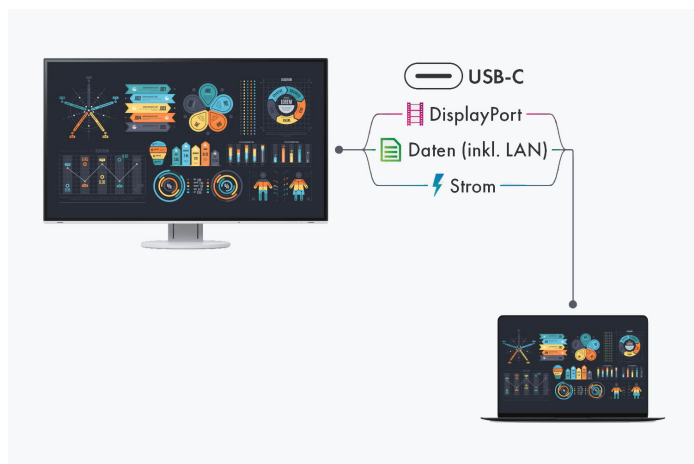 USB-C
DisplayPort
Daten (inkl. LAN)
Strom